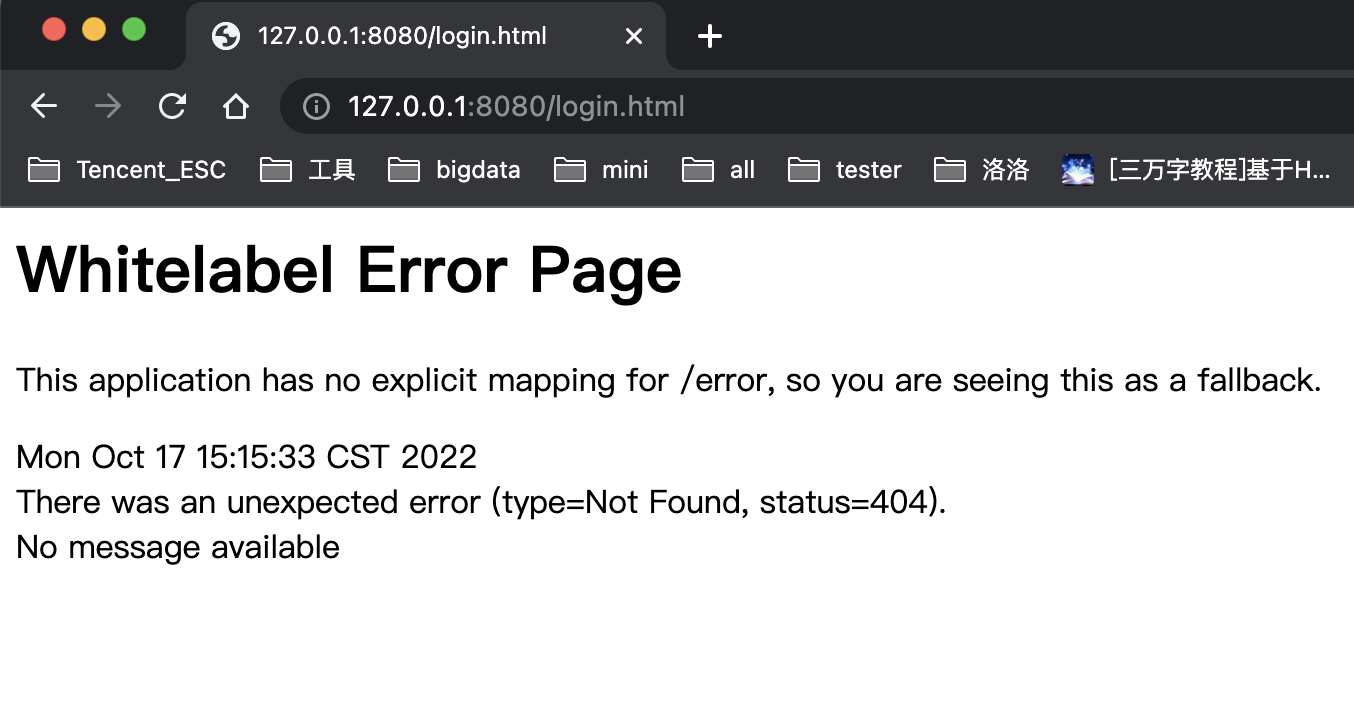 127.0.0.1:8080/login.html
127.0.0.1:8080/login.html
Tencent_ESC 工具 bigdata mini all tester 洛洛 [三万字教程]基于H...
Whitelabel Error Page
This application has no explicit mapping for /error, so you are seeing this as a fallback.
Mon Oct 17 15:15:33 CST 2022
There was an unexpected error (type=Not Found, status=404).
No message available